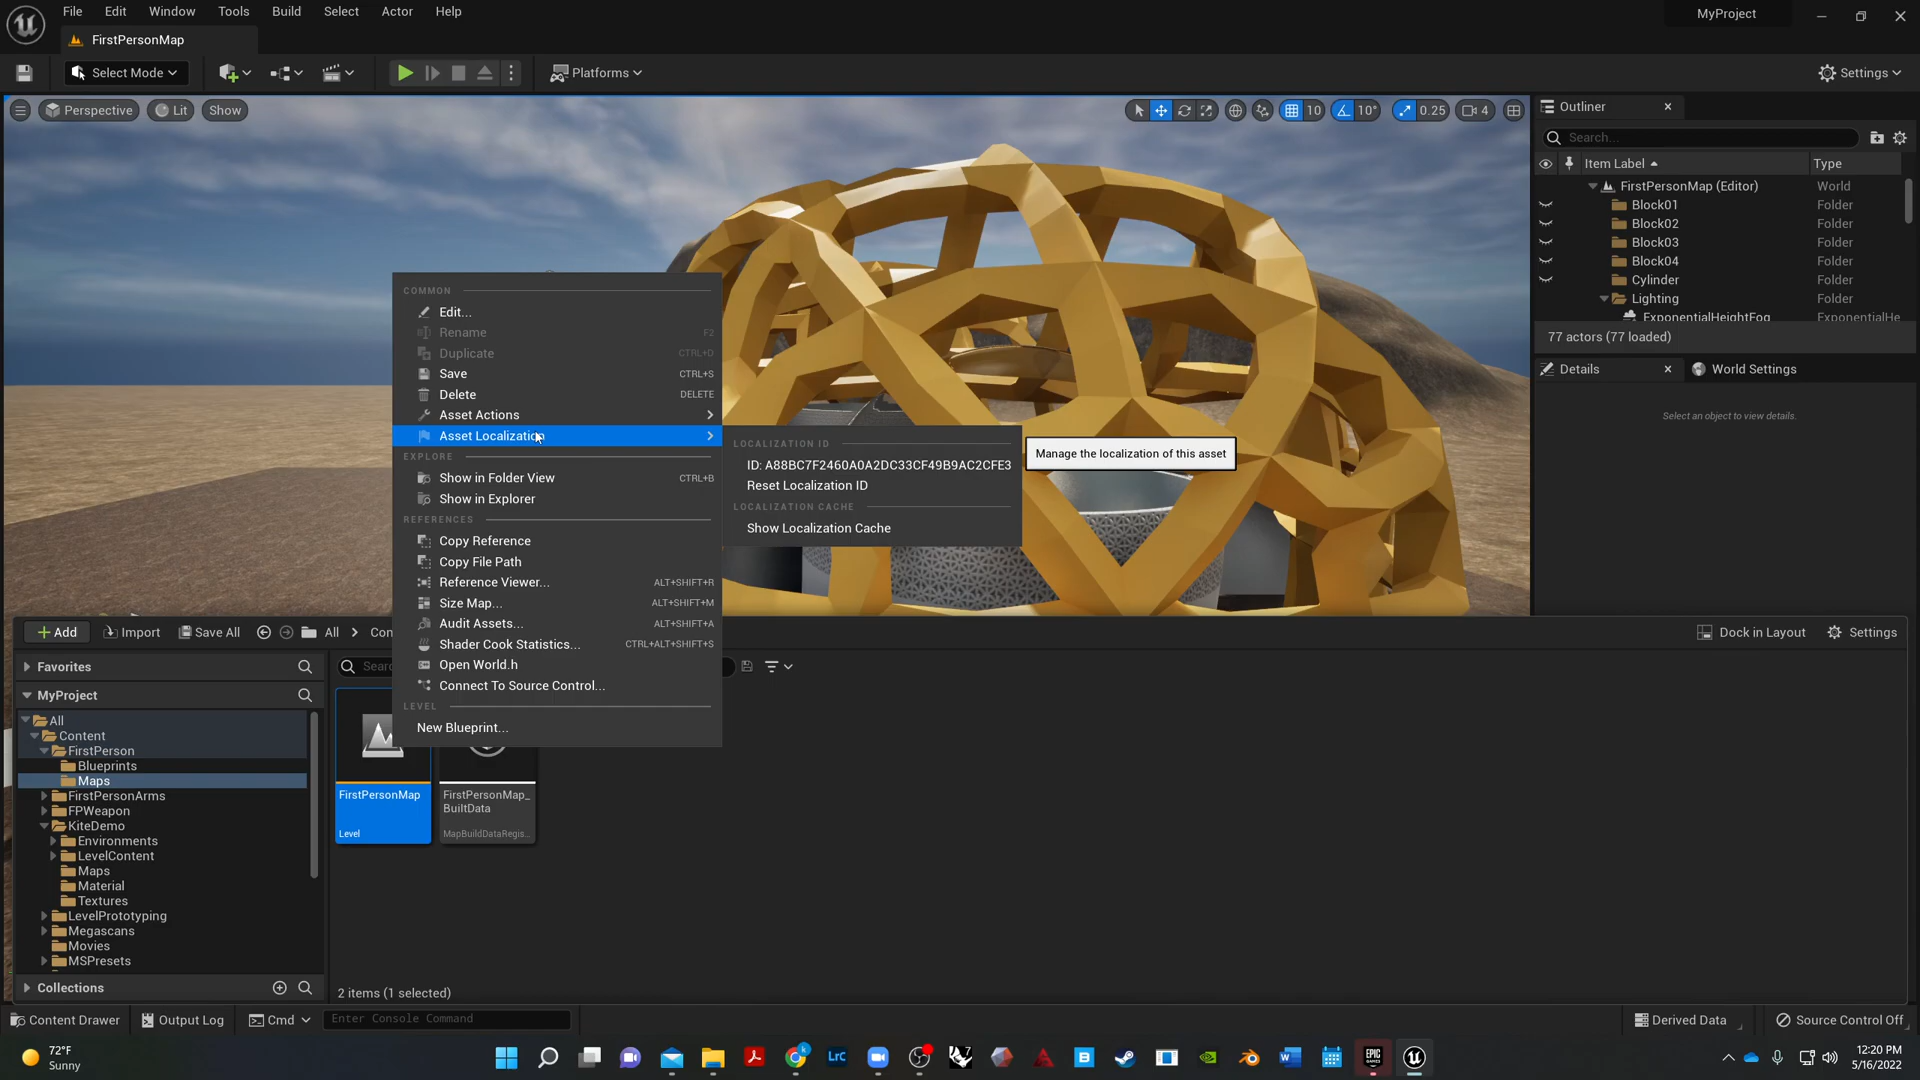 File Edit Window Tools Build Select Actor Help
MyProject
FirstPersonMap
Select Mode
Platforms
Settings
Perspective Lit Show
10 10° 0.25 4
Outliner
Search...
Item Label Type
FirstPersonMap (Editor) World
Block01 Folder
Block02 Folder
Block03 Folder
Block04 Folder
Cylinder Folder
Lighting Folder
ExponentialHeightFog ExponentialHe
77 actors (77 loaded)
Details World Settings
Select an object to view details.
COMMON
Edit...
Rename F2
Duplicate CTRL+D
Save CTRL+S
Delete DELETE
Asset Actions
Asset Localization
EXPLORE
Show in Folder View CTRL+B
Show in Explorer
REFERENCES
Copy Reference
Copy File Path
Reference Viewer... ALT+SHIFT+R
Size Map... ALT+SHIFT+M
Audit Assets... ALT+SHIFT+A
Shader Cook Statistics... CTRL+ALT+SHIFT+S
Open World.h
Connect To Source Control...
LEVEL
New Blueprint...
LOCALIZATION ID
ID: A88BC7F2460A0A2DC33CF49B9AC2CFE3
Reset Localization ID
LOCALIZATION CACHE
Show Localization Cache
Manage the localization of this asset
Add Import Save All All Con
Dock in Layout Settings
Favorites
MyProject
All
Content
FirstPerson
Blueprints
Maps
FirstPersonArms
FPWeapon
KiteDemo
Environments
LevelContent
Maps
Material
Textures
LevelPrototyping
Megascans
Movies
MSPresets
Collections
Sear
FirstPersonMap
Level
FirstPersonMap_
BuiltData
MapBuildDataRegis...
2 items (1 selected)
Content Drawer Output Log Cmd Enter Console Command
Derived Data Source Control Off
72°F
Sunny
LrC
7
EPIC
GAMES
12:20 PM
5/16/2022